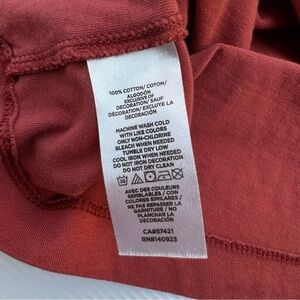 100% COTTON/ COTON/
ALGODÓN
EXCLUSIVE OF
DECORATION/ SAUF
DÉCORATION/ EXCLUYE LA
DECORACIÓN
MACHINE WASH COLD
WITH LIKE COLORS
ONLY NON-CHLORINE
BLEACH WHEN NEEDED
TUMBLE DRY LOW
COOL IRON WHEN NEEDED
DO NOT IRON DECORATION
DO NOT DRY CLEAN
30
AVEC DES COULEURS
SEMBLABLES / CON
COLORES SIMILARES /
NE PAS REPASSER LA
GARNITURE / NO
PLANCHAR LA
DECORACIÓN
CA#57421
RN#140923